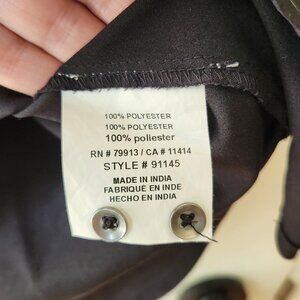 100% POLYESTER
100% POLYESTER
100% poliester
RN # 79913 / CA # 11414
STYLE # 91145
MADE IN INDIA
FABRIQUÉ EN INDE
HECHO EN INDIA